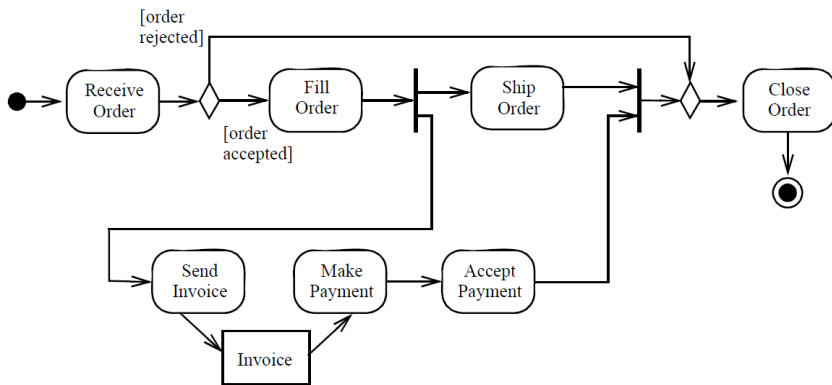 [order
rejected]
Receive
Order
Fill
Order
Ship
Order
Close
Order
[order
accepted]
Send
Invoice
Make
Payment
Accept
Payment
Invoice